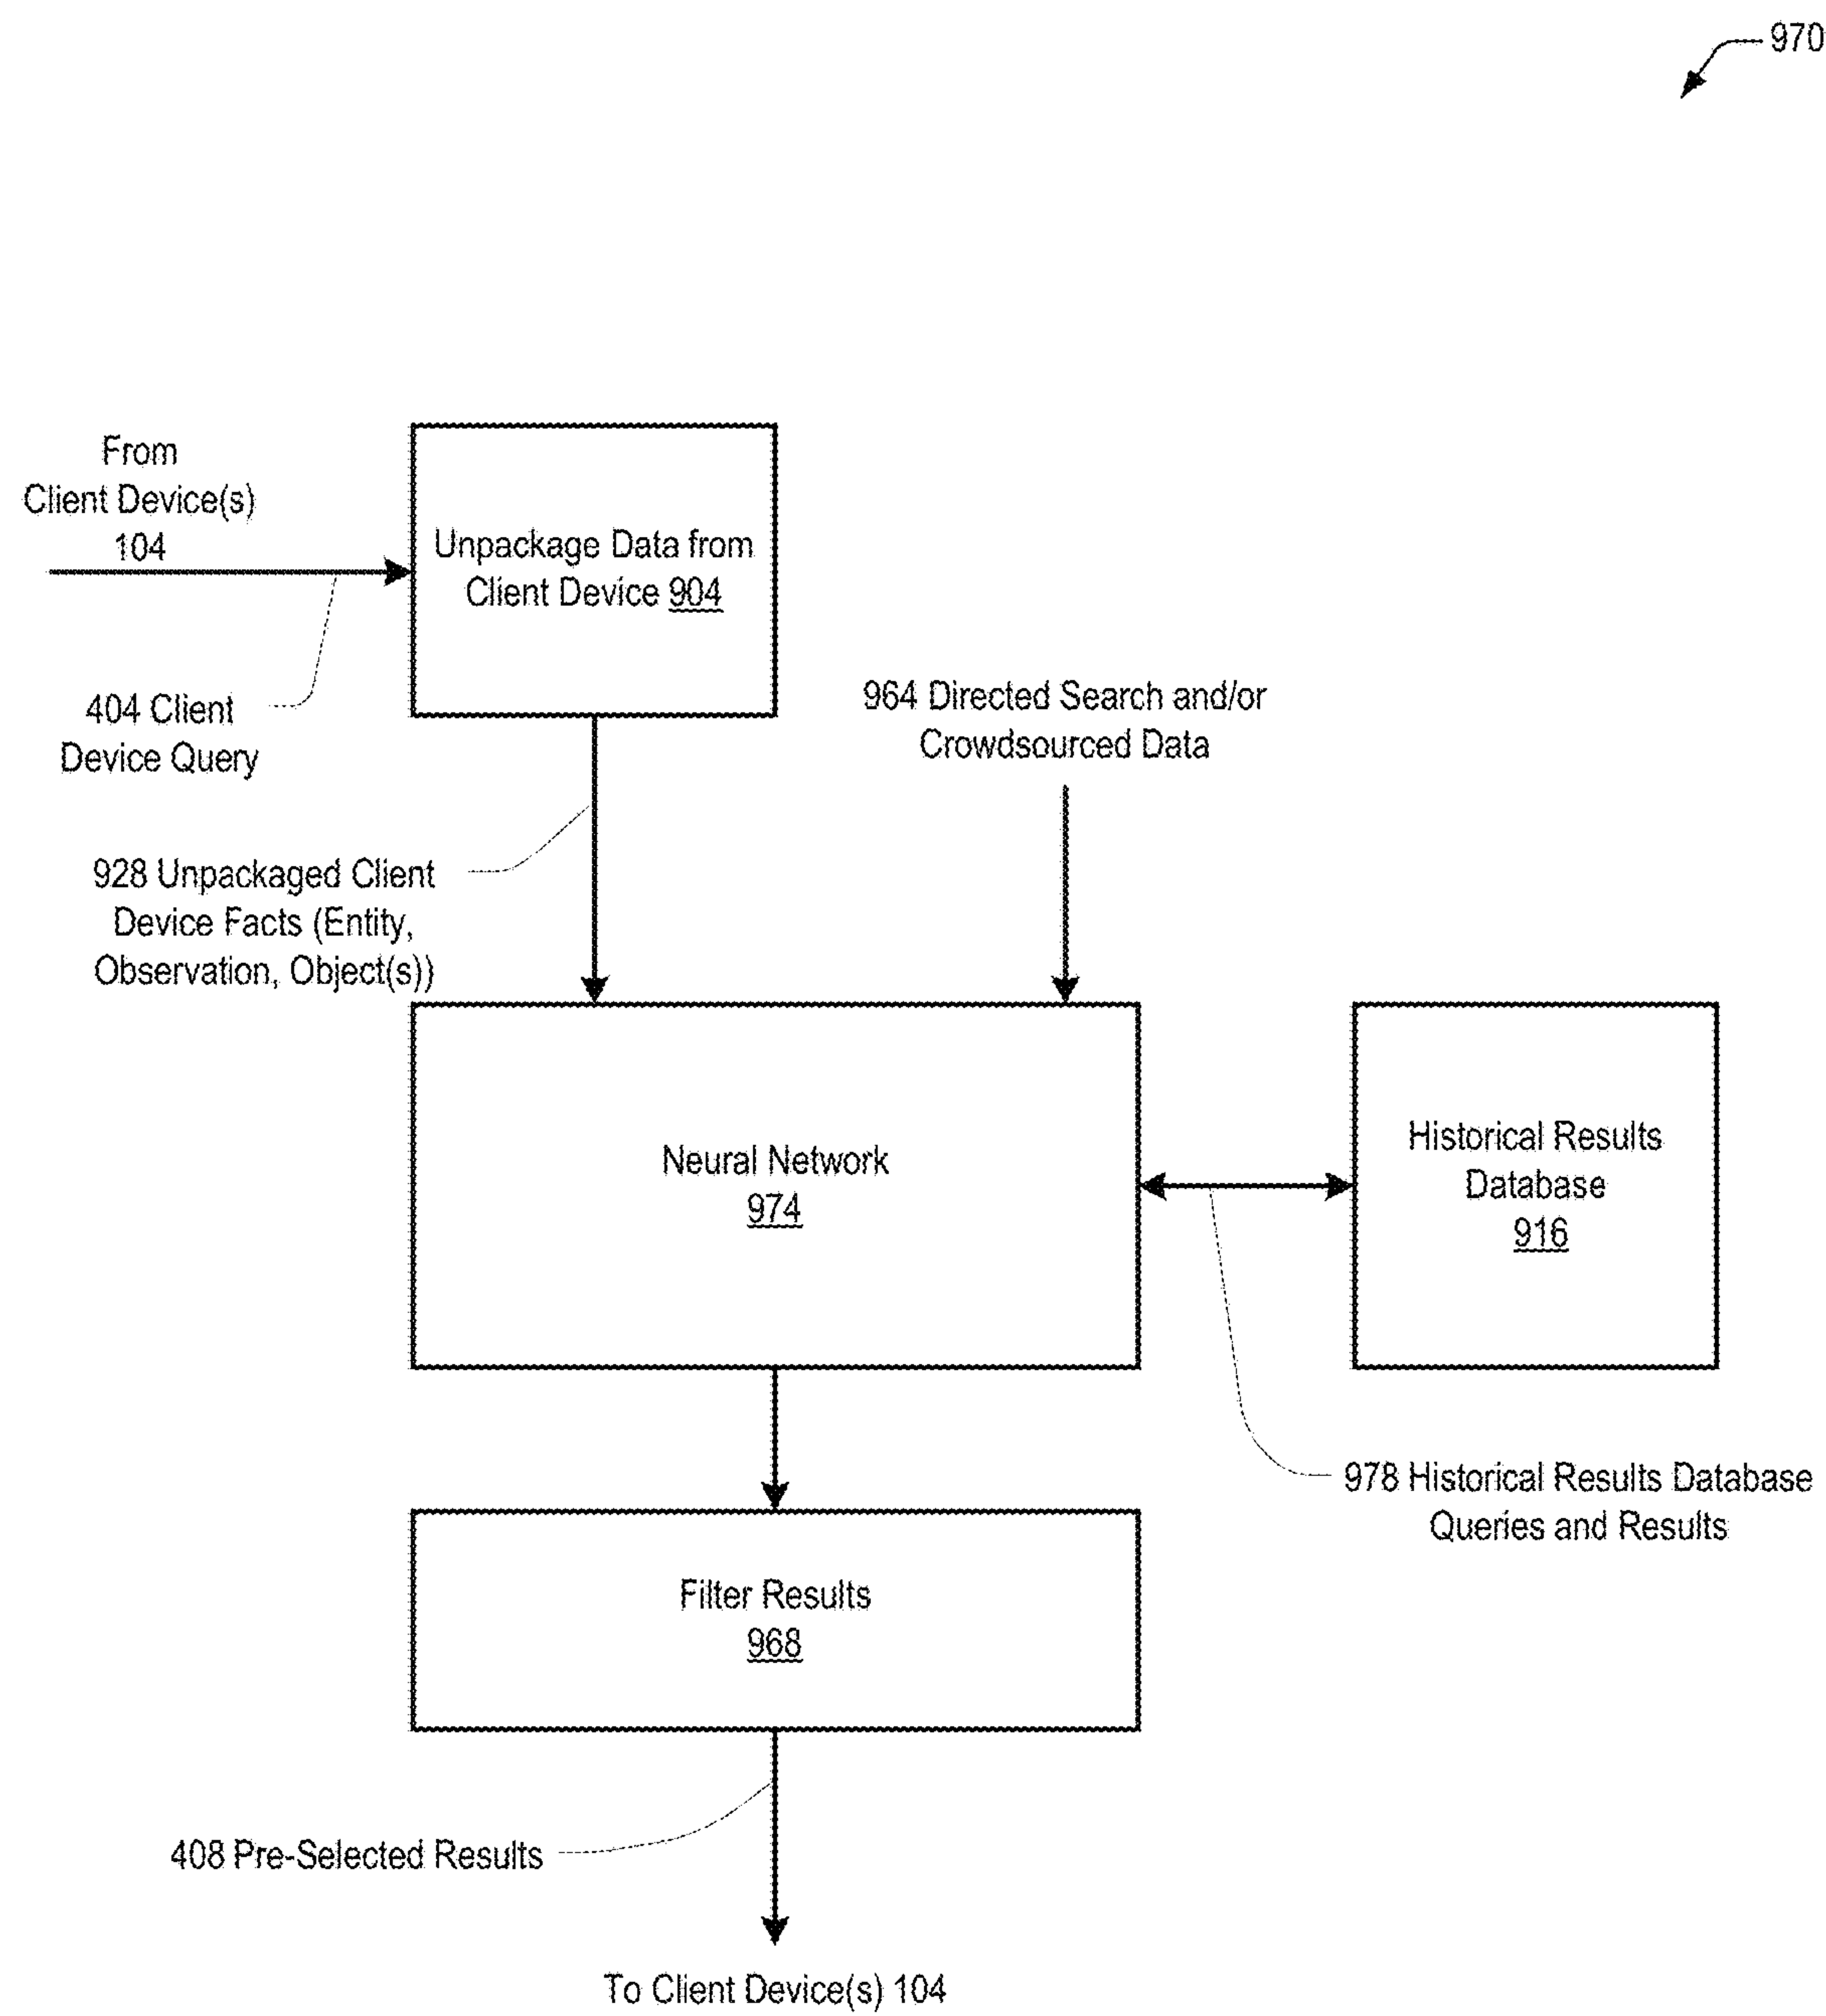 970
From
Client Device(s)
104
Unpackage Data from
Client Device 904
404 Client
Device Query
964 Directed Search and/or
Crowdsourced Data
928 Unpackaged Client
Device Facts (Entity,
Observation, Object(s))
Neural Network
974
Historical Results
Database
916
978 Historical Results Database
Queries and Results
Filter Results
968
408 Pre-Selected Results
To Client Device(s) 104